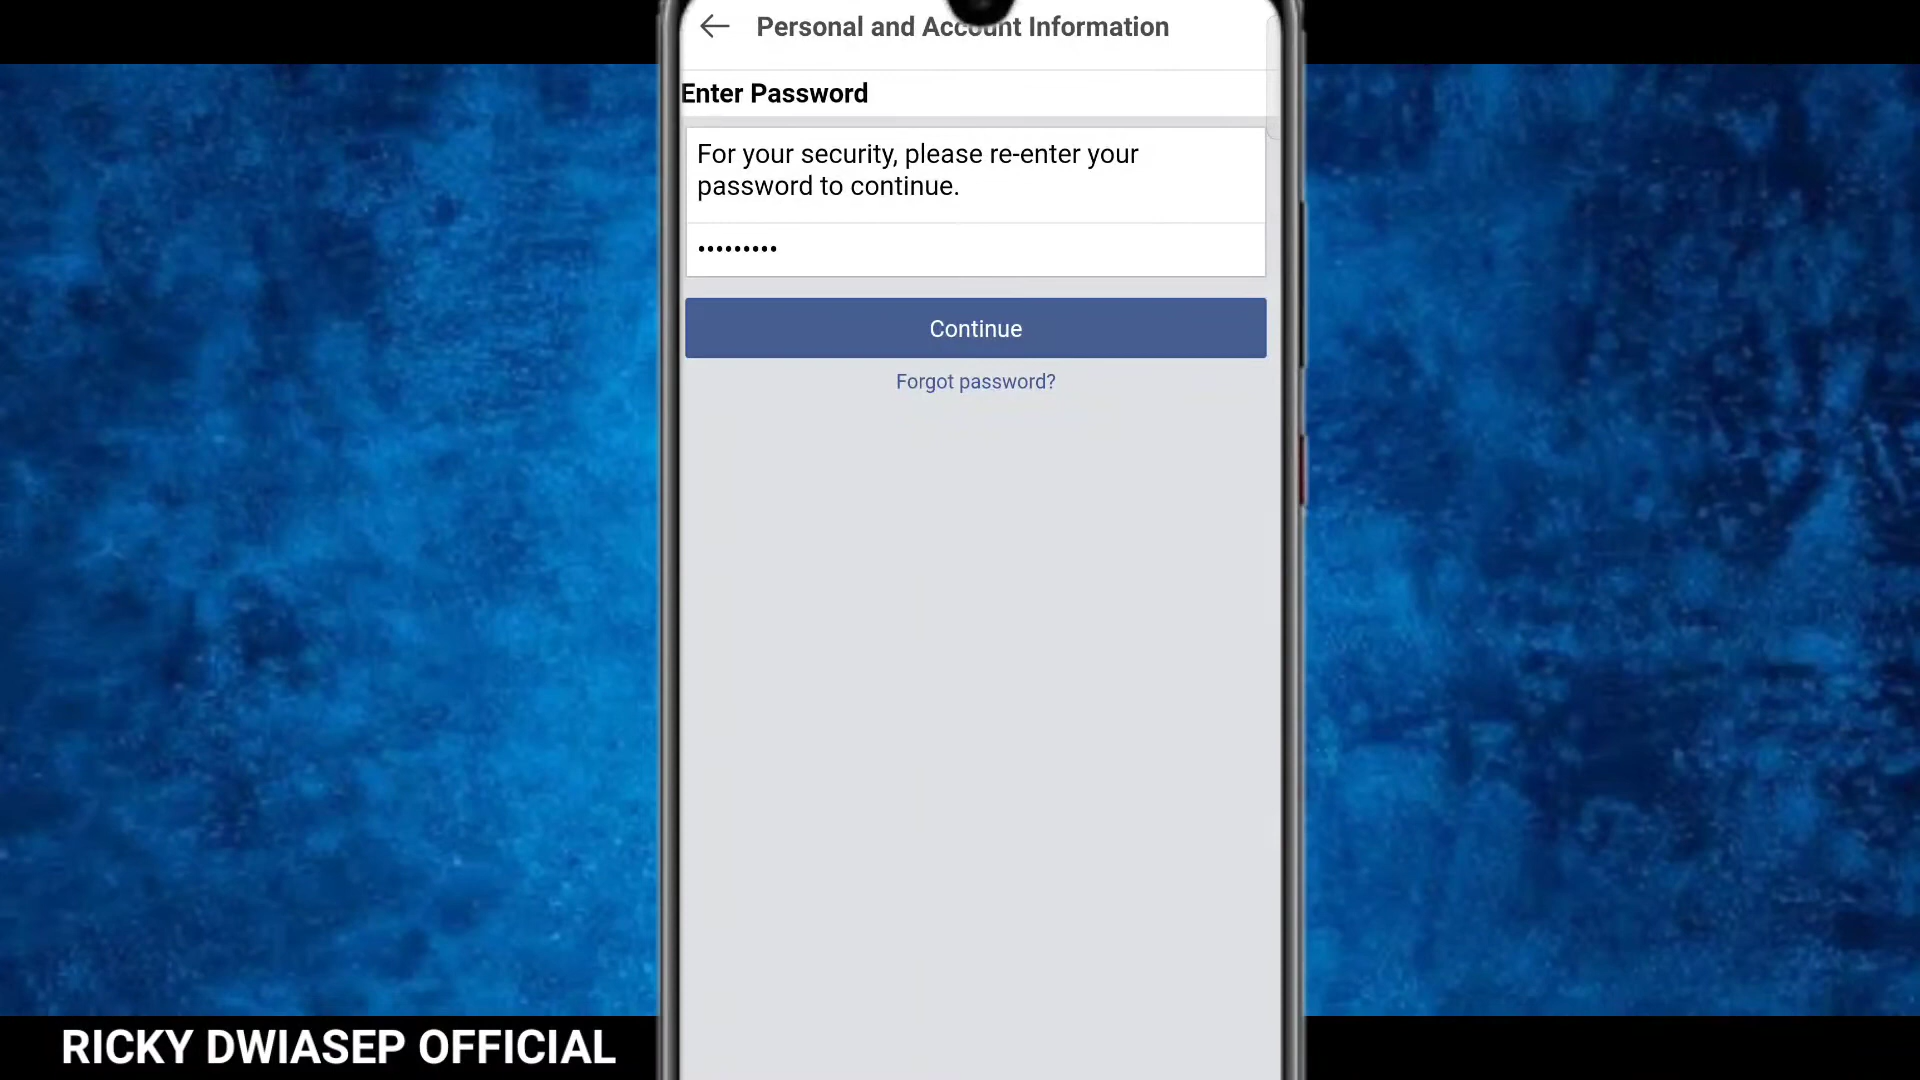 Personal and Account Information
Enter Password
For your security, please re-enter your
password to continue.
•••••••••
Continue
Forgot password?
RICKY DWIASEP OFFICIAL